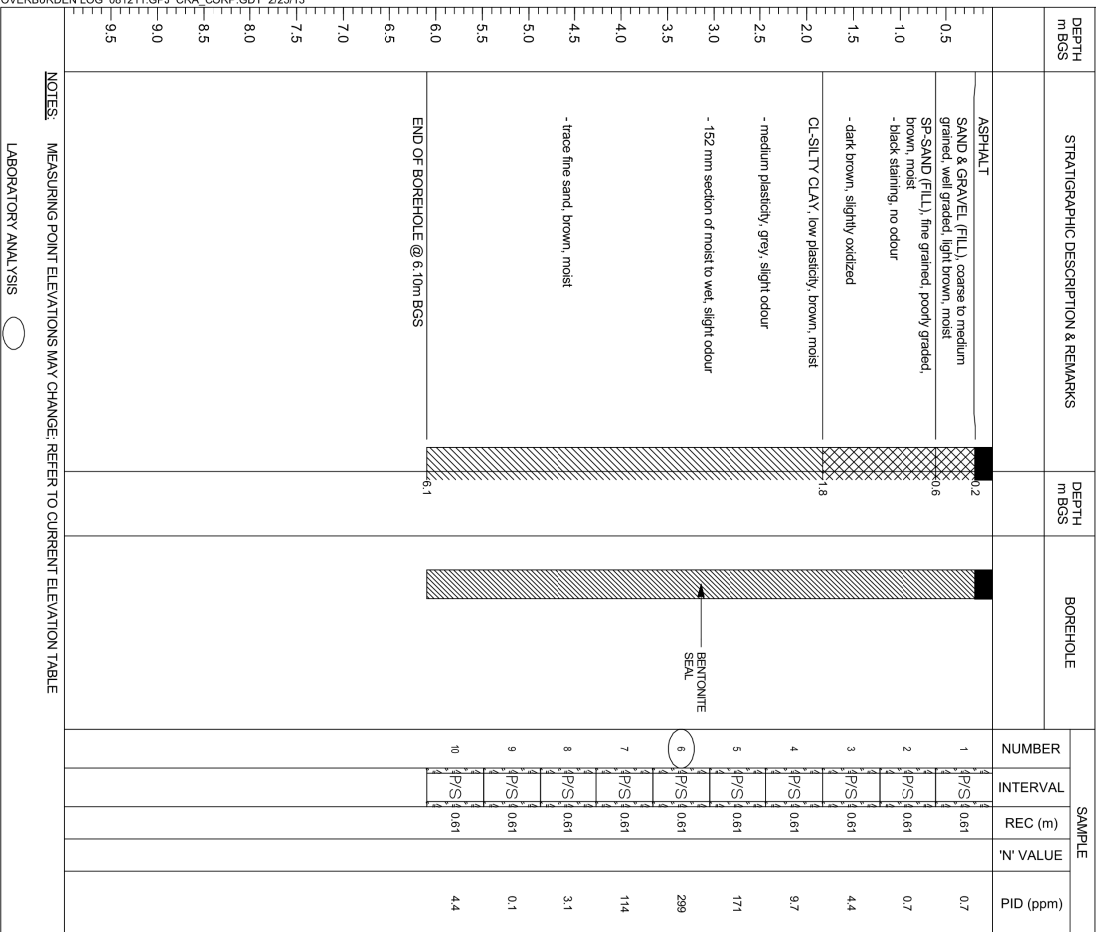 OVERBURDEN LOG 081211.GPJ CRA_CORP.GDT 2/25/13
DEPTH
m BGS
STRATIGRAPHIC DESCRIPTION & REMARKS
DEPTH
m BGS
BOREHOLE
SAMPLE
NUMBER
INTERVAL
REC (m)
'N' VALUE
PID (ppm)
ASPHALT
0.2
SAND & GRAVEL (FILL), coarse to medium
grained, well graded, light brown, moist
0.5
0.6
1 P/S 0.61 0.7
SP-SAND (FILL), fine grained, poorly graded,
brown, moist
- black staining, no odour
1.0
2 P/S 0.61 0.7
- dark brown, slightly oxidized
1.5
3 P/S 0.61 4.4
1.8
CL-SILTY CLAY, low plasticity, brown, moist
2.0
4 P/S 0.61 9.7
- medium plasticity, grey, slight odour
2.5
5 P/S 0.61 171
- 152 mm section of moist to wet, slight odour
3.0
BENTONITE
SEAL
6 P/S 0.61 299
3.5
7 P/S 0.61 114
4.0
- trace fine sand, brown, moist
4.5
8 P/S 0.61 3.1
5.0
9 P/S 0.61 0.1
5.5
10 P/S 0.61 4.4
6.0
6.1
END OF BOREHOLE @ 6.10m BGS
6.5
7.0
7.5
8.0
8.5
9.0
9.5
NOTES: MEASURING POINT ELEVATIONS MAY CHANGE; REFER TO CURRENT ELEVATION TABLE
LABORATORY ANALYSIS